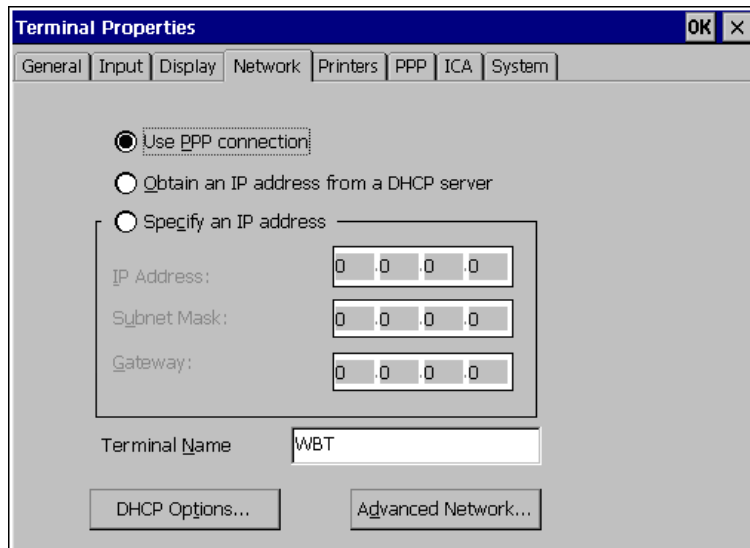 Terminal Properties OK ×
General Input Display Network Printers PPP ICA System
Use PPP connection
Obtain an IP address from a DHCP server
Specify an IP address
IP Address: 0 .0 .0 .0
Subnet Mask: 0 .0 .0 .0
Gateway: 0 .0 .0 .0
Terminal Name WBT
DHCP Options... Advanced Network...